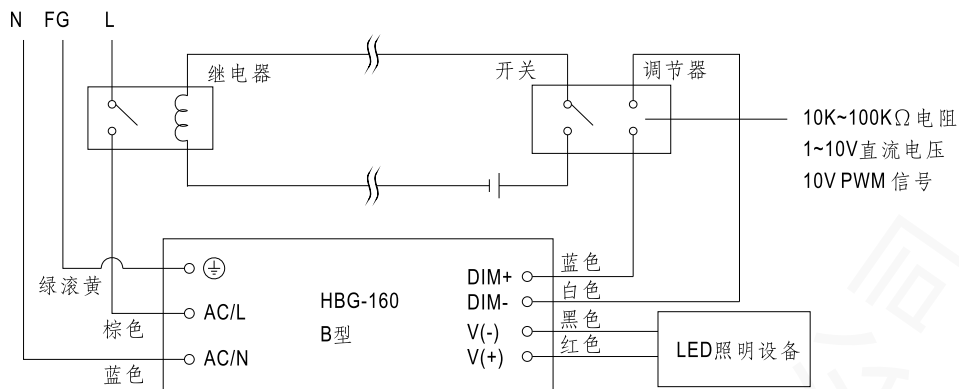 N FG L
继电器
开关
调节器
10K~100KΩ电阻
1~10V直流电压
10V PWM 信号
绿滚黄
棕色
蓝色
AC/L
AC/N
HBG-160
B型
DIM+
DIM-
V(-)
V(+)
蓝色
白色
黑色
红色
LED照明设备